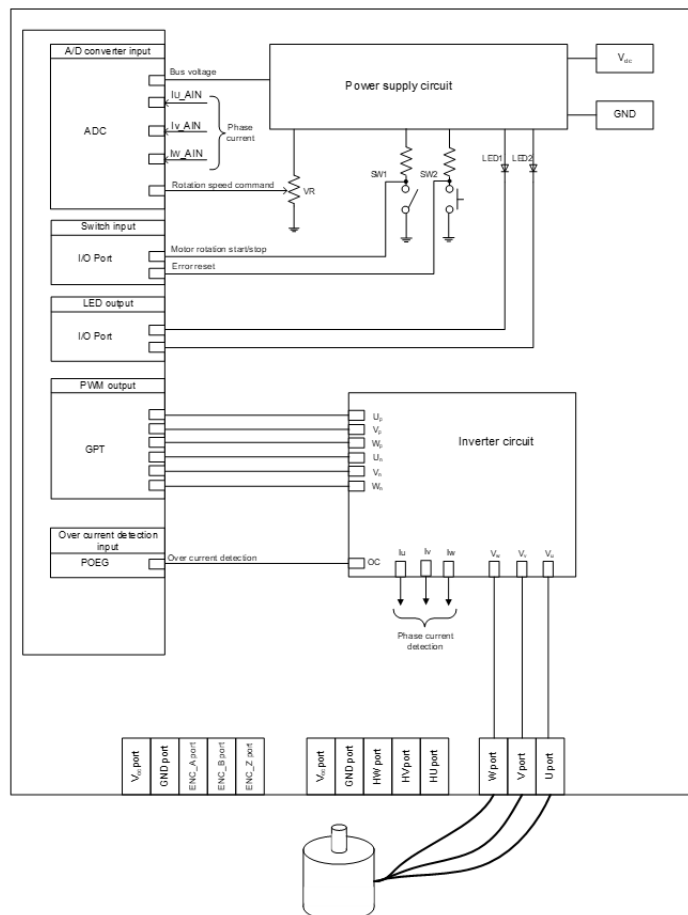 A/D converter input
ADC
Bus voltage
IU_AIN
IV_AIN
IW_AIN
Phase
current
Rotation speed command
VR
Power supply circuit
Vdc
GND
SW1
SW2
LED1
LED2
Switch input
I/O Port
Motor rotation start/stop
Error reset
LED output
I/O Port
PWM output
GPT
Up
Vp
Wp
Un
Vn
Wn
Inverter circuit
Over current detection
input
POEG
Over current detection
OC
Iu
Iv
Iw
Vw
Vv
Vu
Phase current
detection
Vcc port
GND port
ENC_A port
ENC_B port
ENC_Z port
Vcc port
GND port
HW port
HV port
HU port
W port
V port
U port